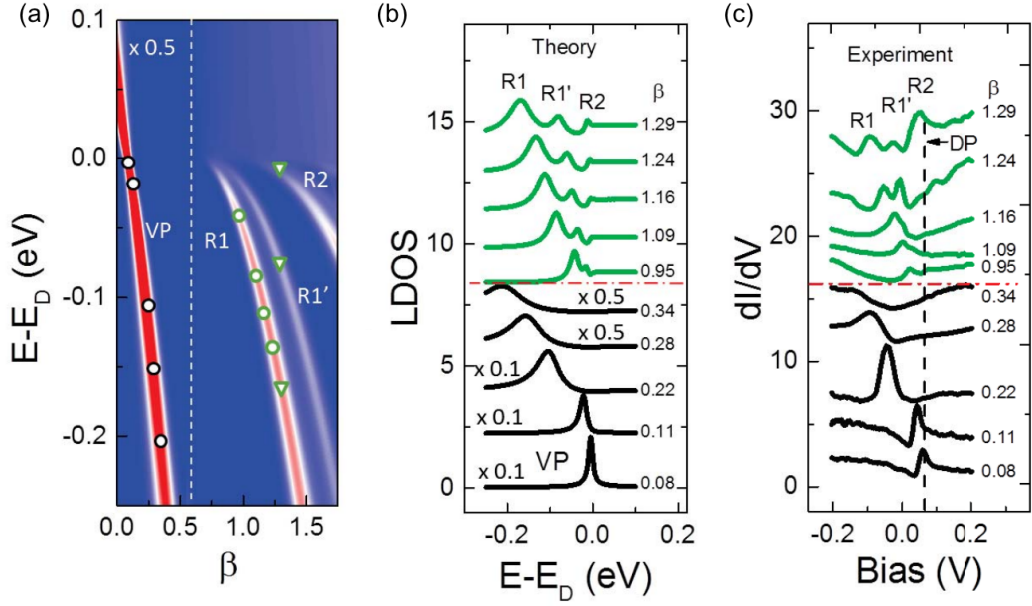 (a)
0.1
x 0.5
0.0
VP
R2
R1
R1'
-0.1
-0.2
E-E_D (eV)
0.0 0.5 1.0 1.5
β
(b)
Theory
R1 R1' R2 β
1.29
1.24
1.16
1.09
0.95
x 0.5 0.34
x 0.5 0.28
x 0.1 0.22
x 0.1 0.11
x 0.1 VP 0.08
15
10
5
0
LDOS
-0.2 0.0 0.2
E-E_D (eV)
(c)
Experiment
R1 R1' R2 β
1.29
DP
1.24
1.16
1.09
0.95
0.34
0.28
0.22
0.11
0.08
30
20
10
0
dI/dV
-0.2 0.0 0.2
Bias (V)